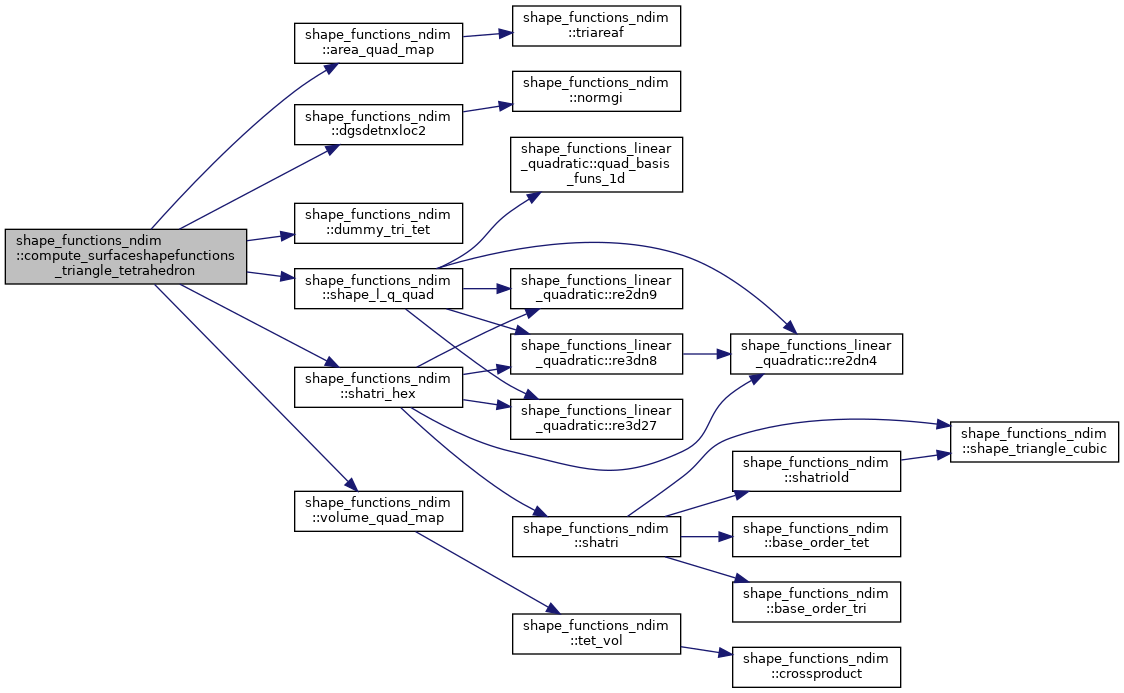 shape_functions_ndim
::compute_surfaceshapefunctions
_triangle_tetrahedron
shape_functions_ndim
::area_quad_map
shape_functions_ndim
::triareaf
shape_functions_ndim
::dgsdetnxloc2
shape_functions_ndim
::normgi
shape_functions_ndim
::dummy_tri_tet
shape_functions_ndim
::shape_l_q_quad
shape_functions_linear
_quadratic::quad_basis
_funs_1d
shape_functions_linear
_quadratic::re2dn9
shape_functions_linear
_quadratic::re3dn8
shape_functions_linear
_quadratic::re3d27
shape_functions_linear
_quadratic::re2dn4
shape_functions_ndim
::shatri_hex
shape_functions_ndim
::shatri
shape_functions_ndim
::shape_triangle_cubic
shape_functions_ndim
::shatriold
shape_functions_ndim
::base_order_tet
shape_functions_ndim
::base_order_tri
shape_functions_ndim
::volume_quad_map
shape_functions_ndim
::tet_vol
shape_functions_ndim
::crossproduct